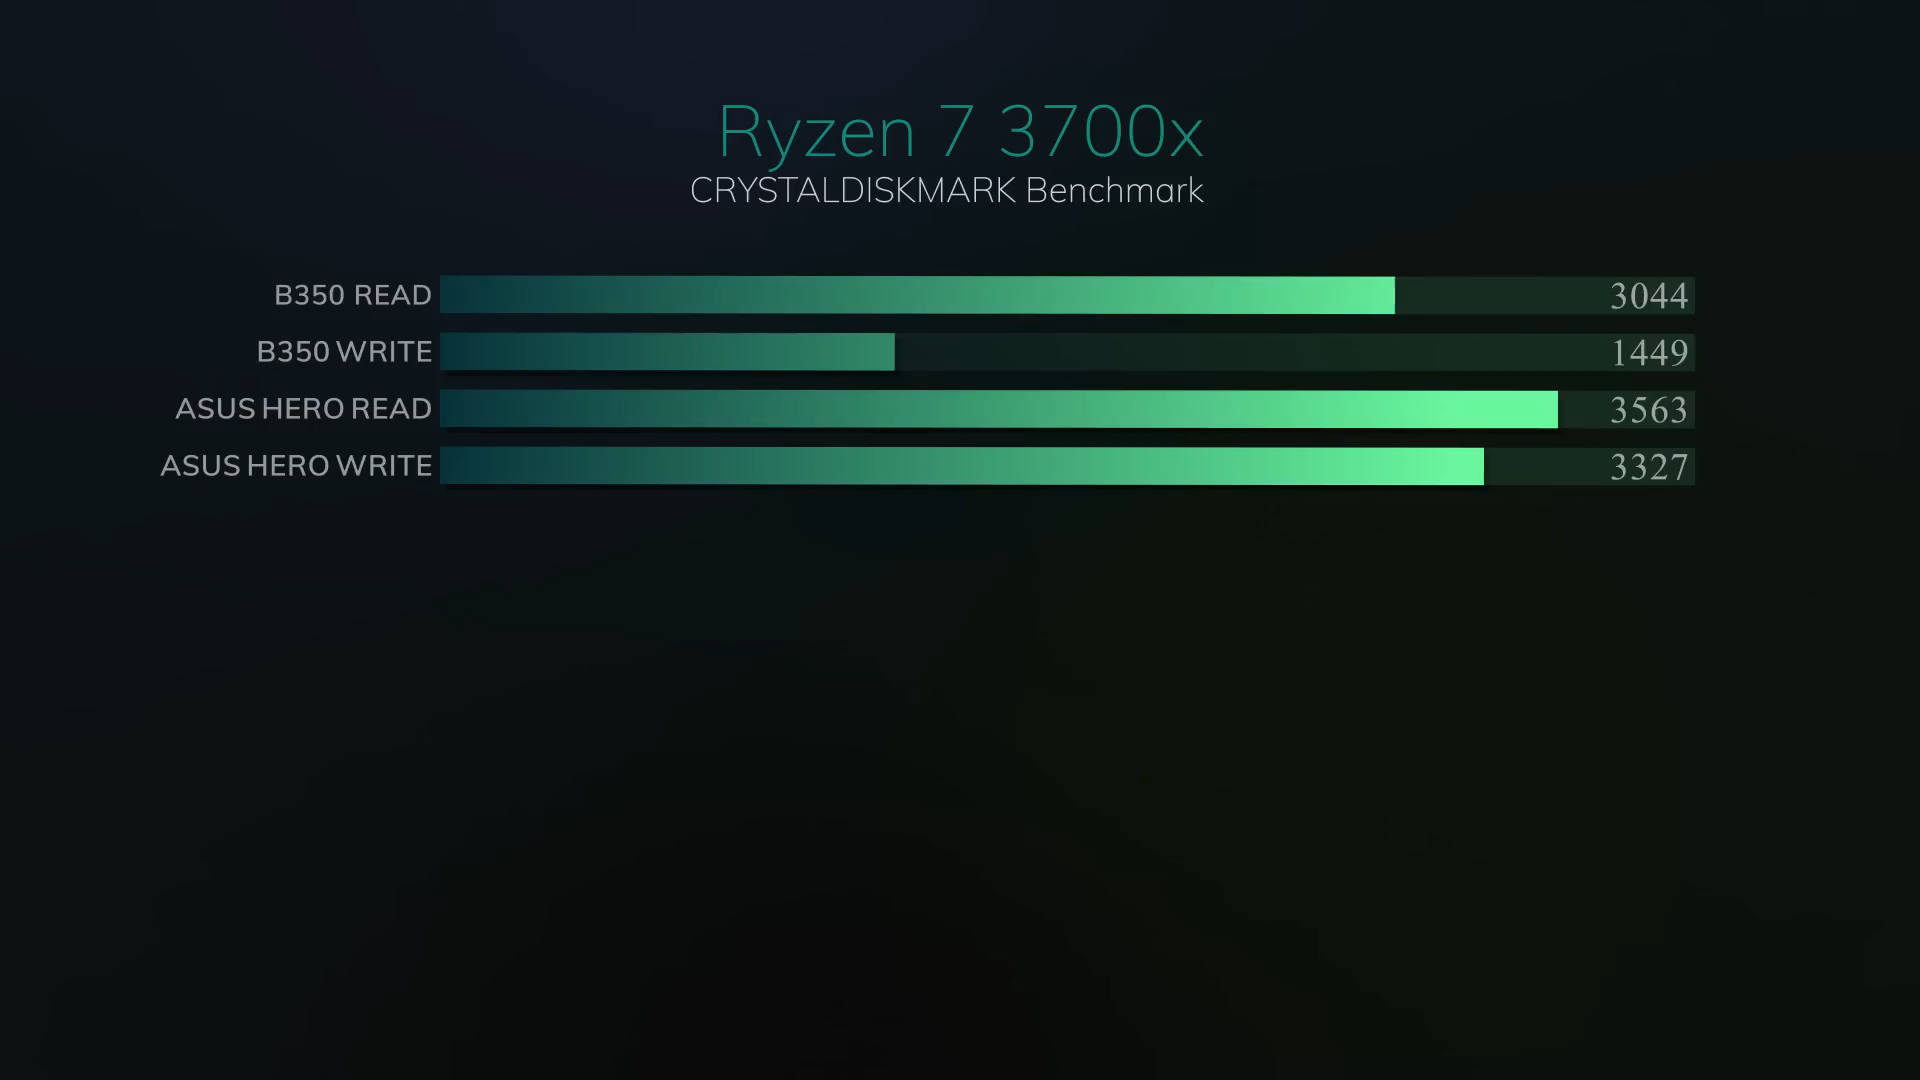 Ryzen 7 3700x
CRYSTALDISKMARK Benchmark
B350 READ 3044
B350 WRITE 1449
ASUS HERO READ 3563
ASUS HERO WRITE 3327